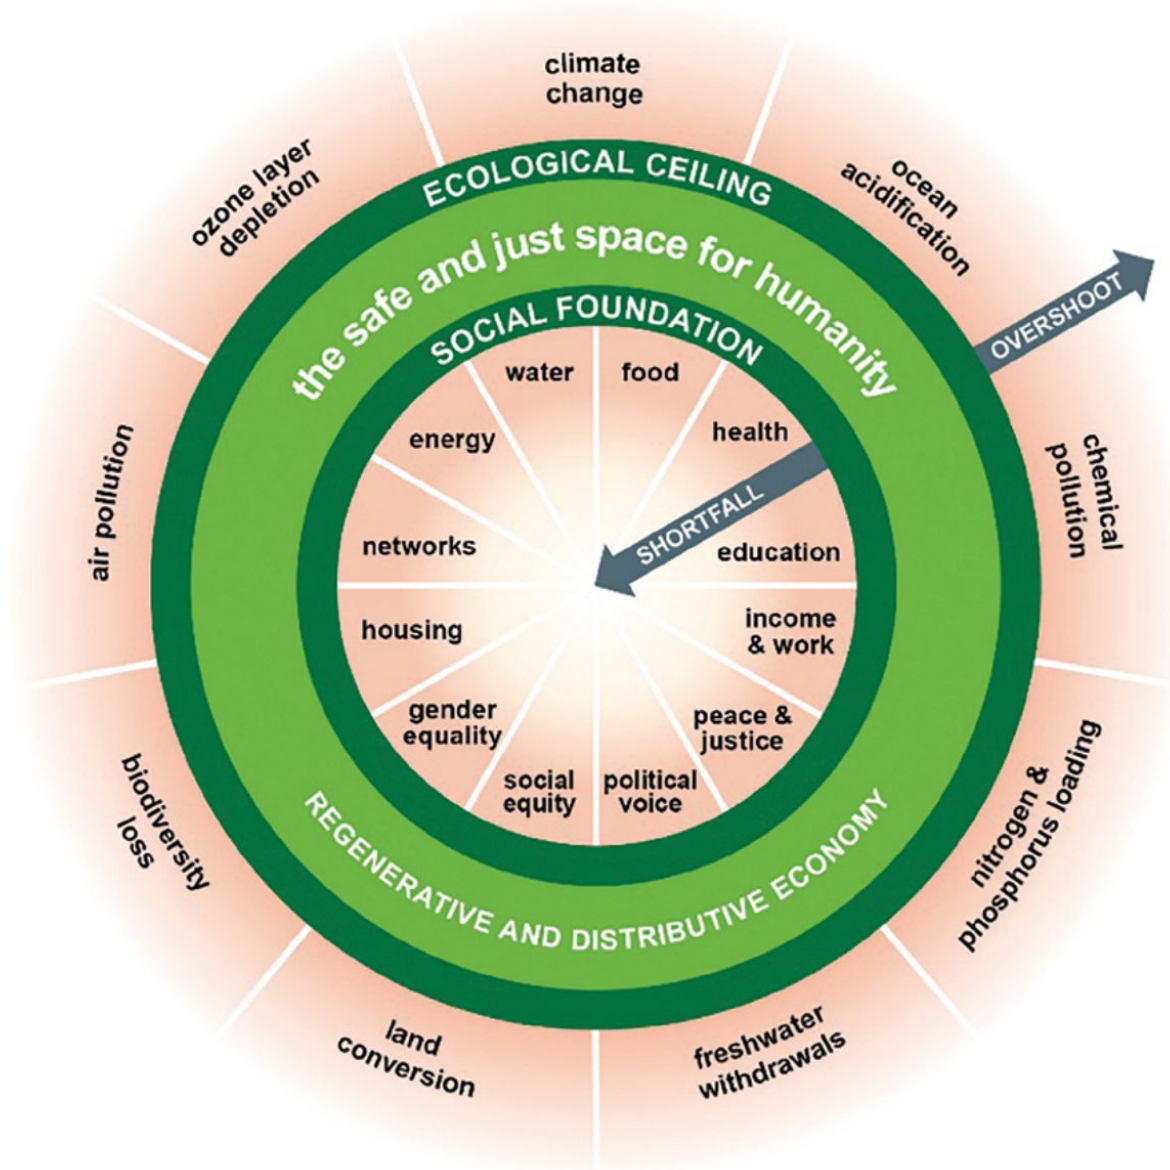 climate
change
ocean
acidification
OVERSHOOT
chemical
pollution
nitrogen &
phosphorus loading
freshwater
withdrawals
land
conversion
biodiversity
loss
air pollution
ozone layer
depletion
ECOLOGICAL CEILING
the safe and just space for humanity
SOCIAL FOUNDATION
water
food
health
SHORTFALL
education
income
& work
peace &
justice
political
voice
social
equity
gender
equality
housing
networks
energy
REGENERATIVE AND DISTRIBUTIVE ECONOMY